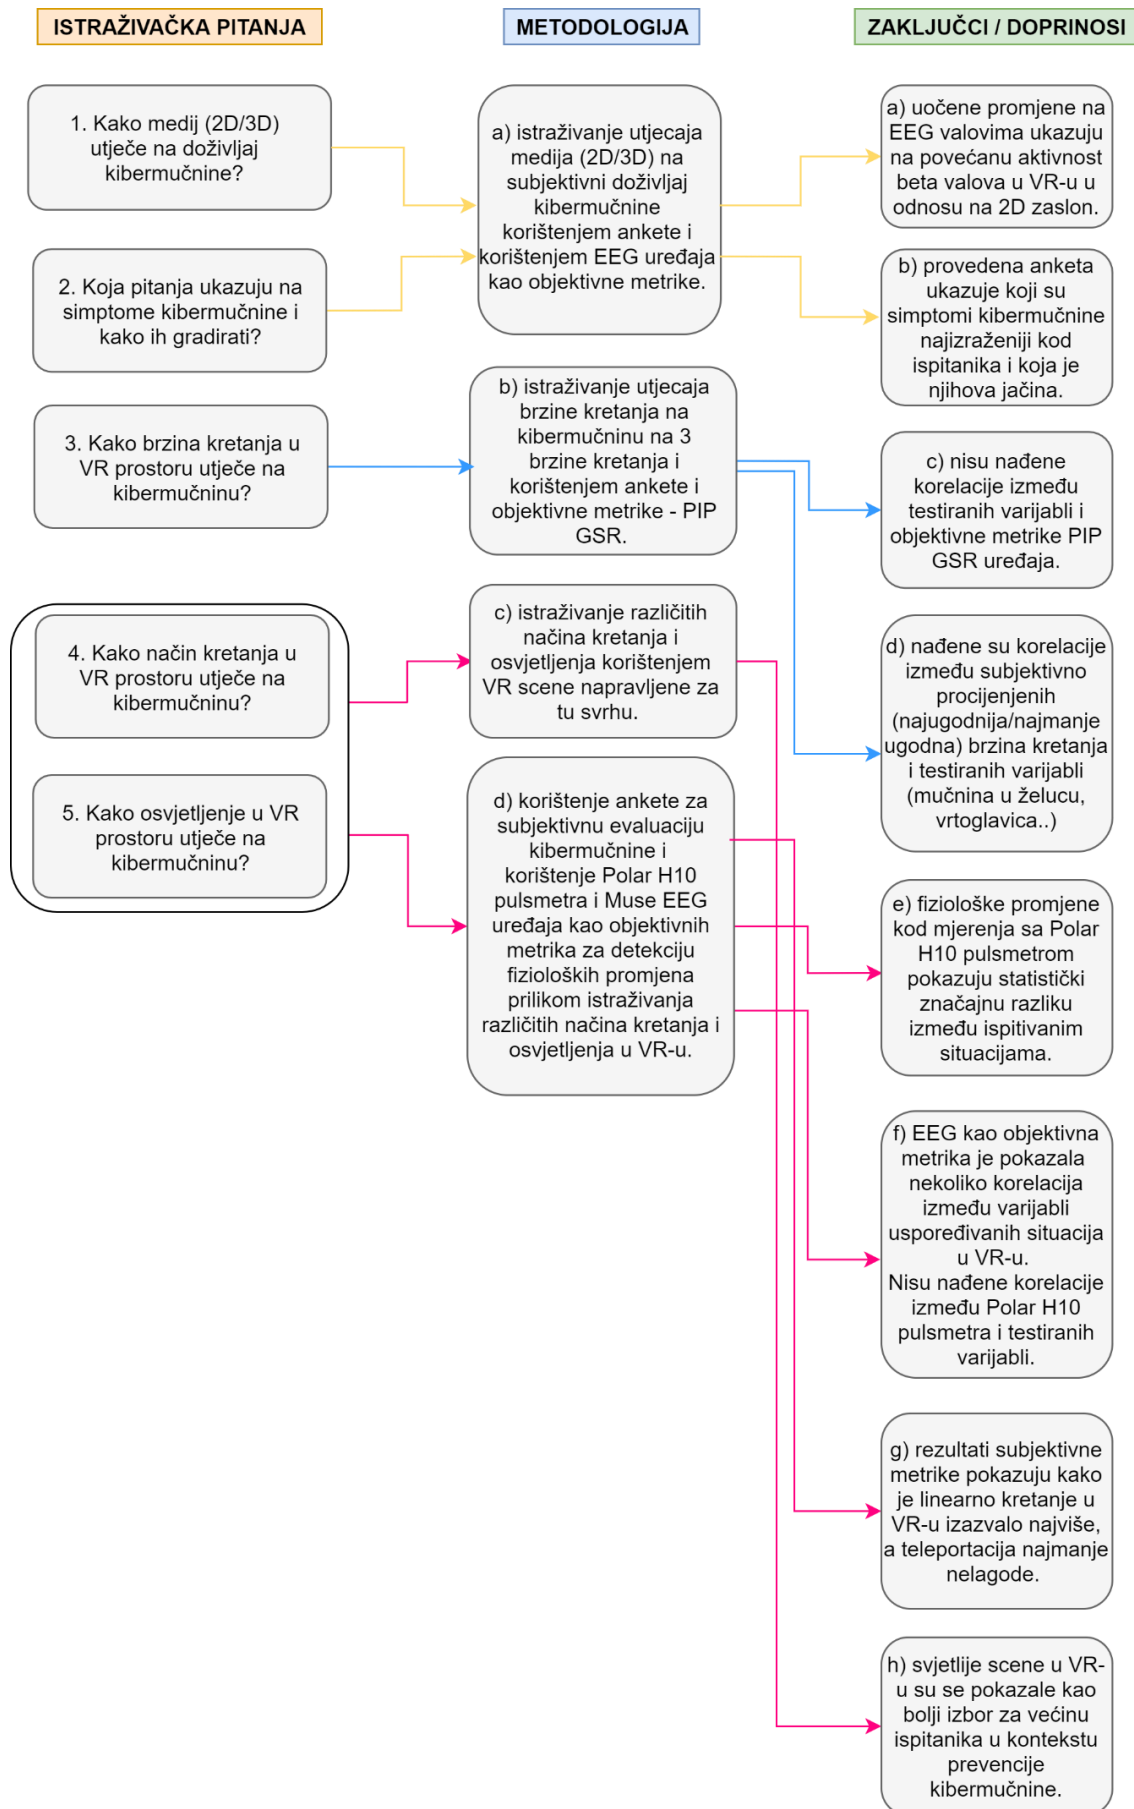 ISTRAŽIVAČKA PITANJA
METODOLOGIJA
ZAKLJUČCI / DOPRINOSI
1. Kako medij (2D/3D)
utječe na doživljaj
kibermučnine?
2. Koja pitanja ukazuju na
simptome kibermučnine i
kako ih gradirati?
3. Kako brzina kretanja u
VR prostoru utječe na
kibermučninu?
4. Kako način kretanja u
VR prostoru utječe na
kibermučninu?
5. Kako osvjetljenje u VR
prostoru utječe na
kibermučninu?
a) istraživanje utjecaja
medija (2D/3D) na
subjektivni doživljaj
kibermučnine
korištenjem ankete i
korištenjem EEG uređaja
kao objektivne metrike.
b) istraživanje utjecaja
brzine kretanja na
kibermučninu na 3
brzine kretanja i
korištenjem ankete i
objektivne metrike - PIP
GSR.
c) istraživanje različitih
načina kretanja i
osvjetljenja korištenjem
VR scene napravljene za
tu svrhu.
d) korištenje ankete za
subjektivnu evaluaciju
kibermučnine i
korištenje Polar H10
pulsmetra i Muse EEG
uređaja kao objektivnih
metrika za detekciju
fizioloških promjena
prilikom istraživanja
različitih načina kretanja i
osvjetljenja u VR-u.
a) uočene promjene na
EEG valovima ukazuju
na povećanu aktivnost
beta valova u VR-u u
odnosu na 2D zaslon.
b) provedena anketa
ukazuje koji su
simptomi kibermučnine
najizraženiji kod
ispitanika i koja je
njihova jačina.
c) nisu nađene
korelacije između
testiranih varijabli i
objektivne metrike PIP
GSR uređaja.
d) nađene su korelacije
između subjektivno
procijenjenih
(najugodnija/najmanje
ugodna) brzina kretanja
i testiranih varijabli
(mučnina u želucu,
vrtoglavica..)
e) fiziološke promjene
kod mjerenja sa Polar
H10 pulsmetrom
pokazuju statistički
značajnu razliku
između ispitivanim
situacijama.
f) EEG kao objektivna
metrika je pokazala
nekoliko korelacija
između varijabli
uspoređivanih situacija
u VR-u.
Nisu nađene korelacije
između Polar H10
pulsmetra i testiranih
varijabli.
g) rezultati subjektivne
metrike pokazuju kako
je linearno kretanje u
VR-u izazvalo najviše,
a teleportacija najmanje
nelagode.
h) svjetlije scene u VR-
u su se pokazale kao
bolji izbor za većinu
ispitanika u kontekstu
prevencije
kibermučnine.